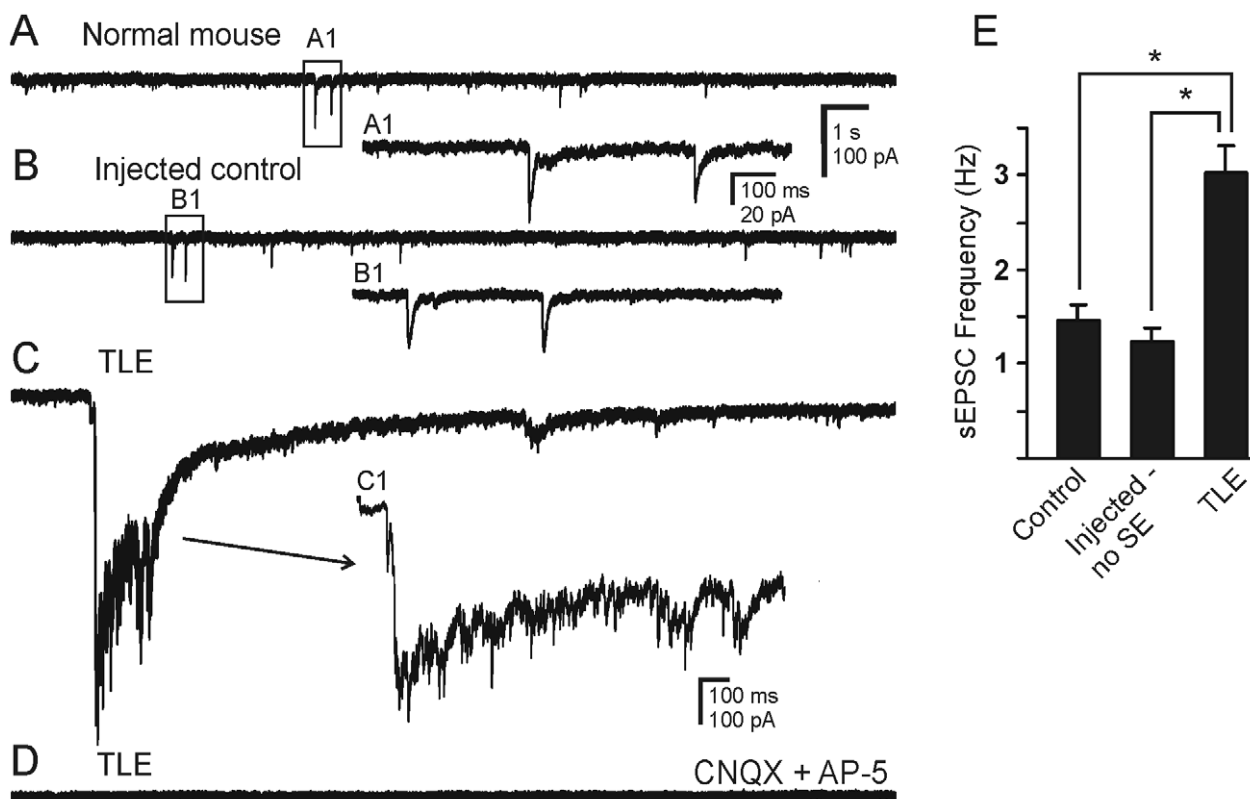 A Normal mouse
A1
A1
1 s
100 pA
100 ms
20 pA
B Injected control
B1
B1
C TLE
C1
100 ms
100 pA
D TLE
CNQX + AP-5
E
*
*
sEPSC Frequency (Hz)
3
2
1
Control
Injected -
no SE
TLE